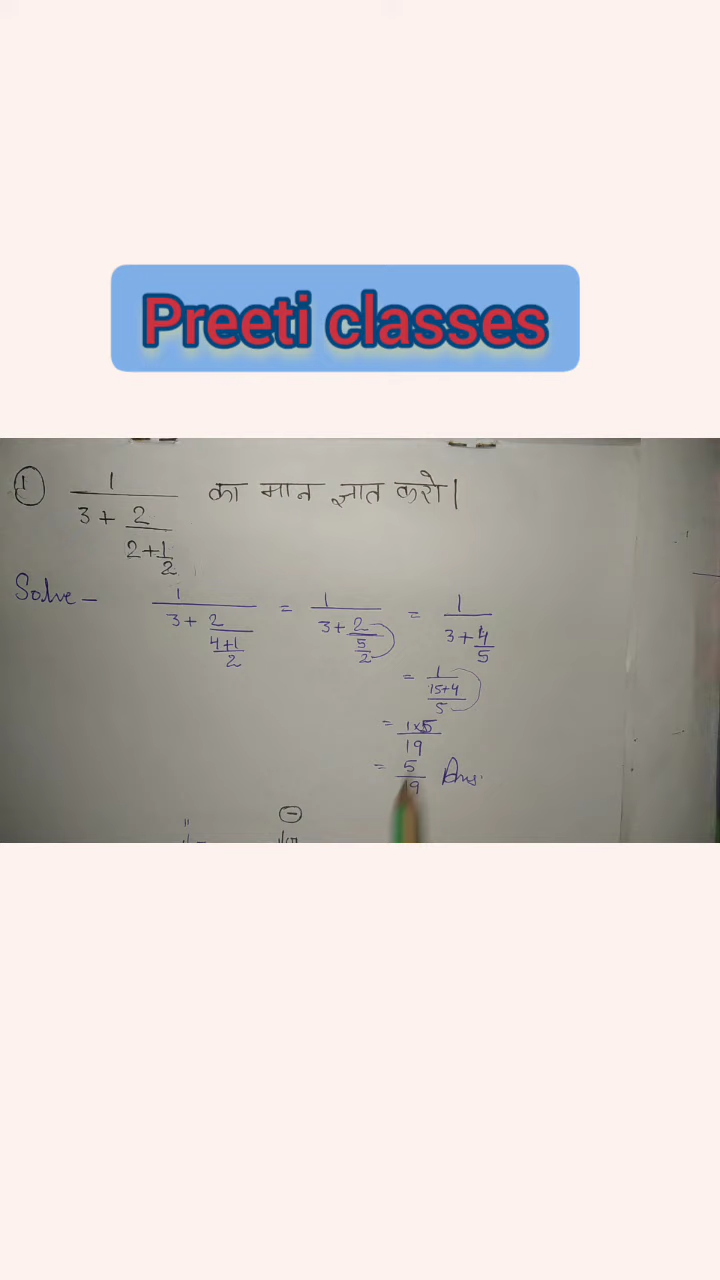 Preeti classes
① 1/(3+2/(2+1/2)) का मान ज्ञात करो।
Solve - 1/(3+2/((4+1)/2)) = 1/(3+2/(5/2)) = 1/(3+4/5)
= 1/((15+4)/5)
= 1×5/19
= 5/19 Ans.
⊖